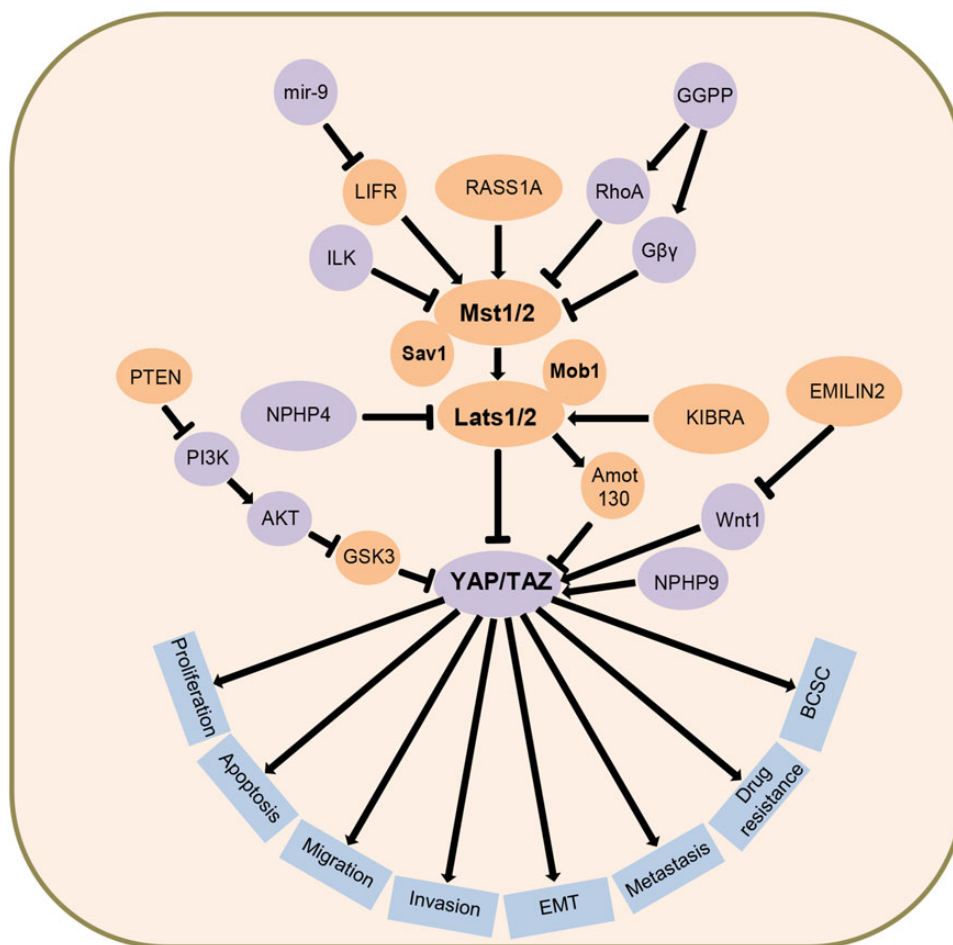 mir-9
GGPP
LIFR
RASS1A
RhoA
ILK
Gβγ
Mst1/2
Sav1
Mob1
PTEN
EMILIN2
NPHP4
Lats1/2
KIBRA
PI3K
Amot
130
AKT
Wnt1
GSK3
YAP/TAZ
NPHP9
Proliferation
Apoptosis
Migration
Invasion
EMT
Metastasis
Drug
resistance
BCSC